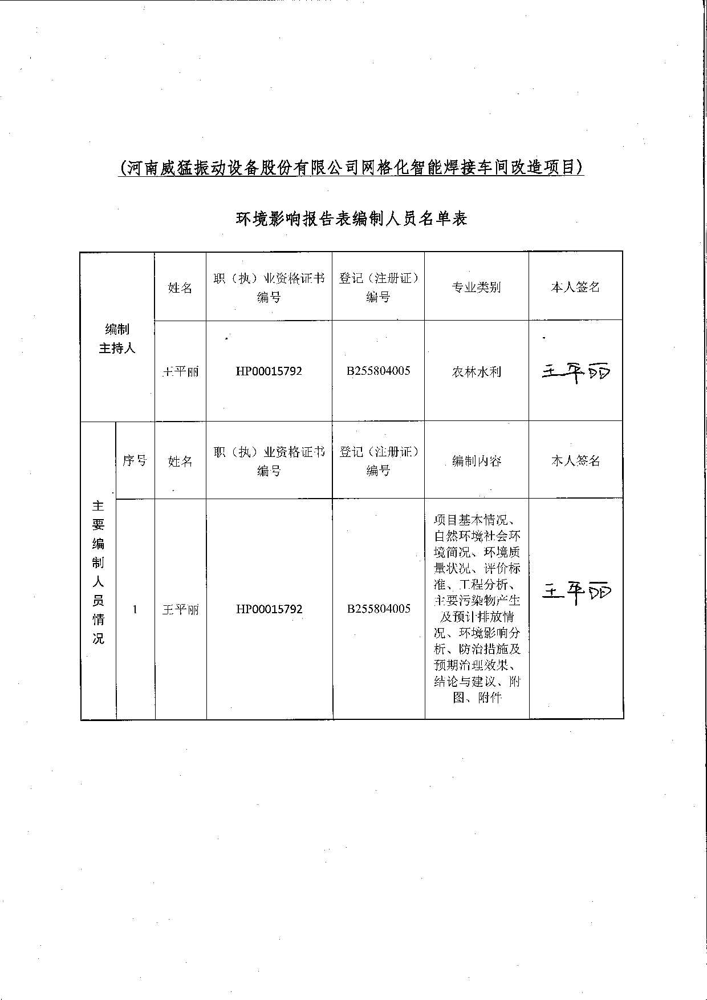 (河南威猛振动设备股份有限公司网格化智能焊接车间改造项目)
环境影响报告表编制人员名单表
编制
主持人
姓名
职（执）业资格证书
编号
登记（注册证）
编号
专业类别
本人签名
王平丽
HP00015792
B255804005
农林水利
王平丽
主
要
编
制
人
员
情
况
序号
姓名
职（执）业资格证书
编号
登记（注册证）
编号
编制内容
本人签名
1
王平丽
HP00015792
B255804005
项目基本情况、
自然环境社会环
境简况、环境质
量状况、评价标
准、工程分析、
主要污染物产生
及预计排放情
况、环境影响分
析、防治措施及
预期治理效果、
结论与建议、附
图、附件
王平丽